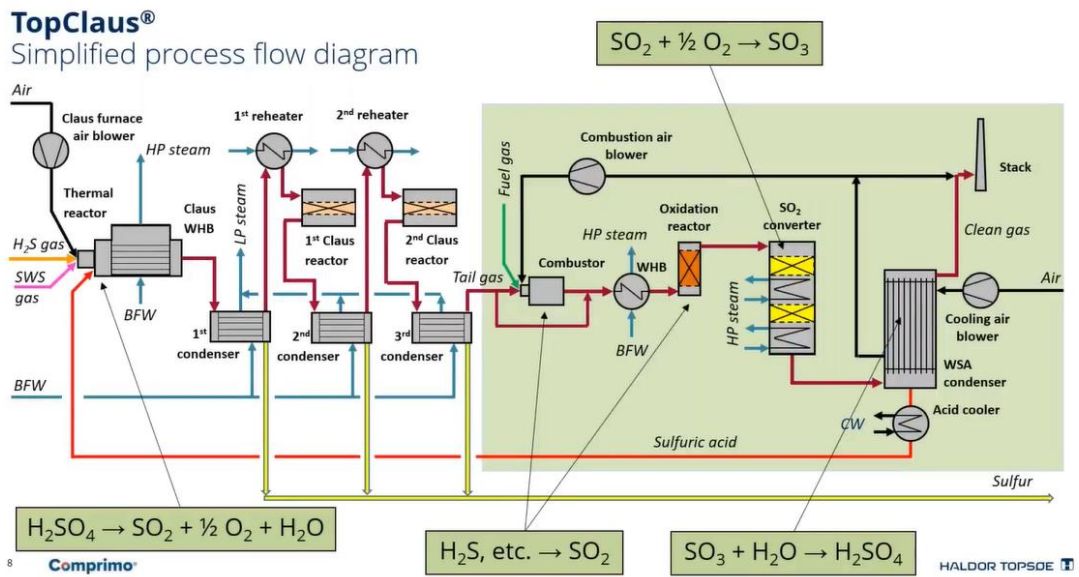 TopClaus®
Simplified process flow diagram
SO₂ + ½ O₂ → SO₃
Air
Claus furnace
air blower
HP steam
Thermal
reactor
Claus
WHB
H₂S gas
SWS
gas
BFW
1st reheater
2nd reheater
LP steam
1st Claus
reactor
2nd Claus
reactor
1st
condenser
2nd
condenser
3rd
condenser
BFW
Tail gas
Fuel gas
Combustion air
blower
Combustor
HP steam
WHB
BFW
Oxidation
reactor
SO₂
converter
HP steam
Stack
Clean gas
Air
Cooling air
blower
WSA
condenser
Acid cooler
CW
Sulfuric acid
Sulfur
H₂SO₄ → SO₂ + ½ O₂ + H₂O
H₂S, etc. → SO₂
SO₃ + H₂O → H₂SO₄
8
Comprimo®
HALDOR TOPSØE